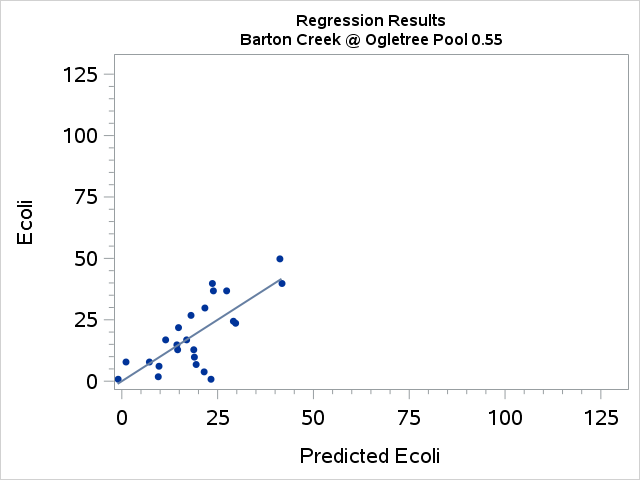 Regression Results
Barton Creek @ Ogletree Pool 0.55
125
100
75
50
25
0
Ecoli
0 25 50 75 100 125
Predicted Ecoli